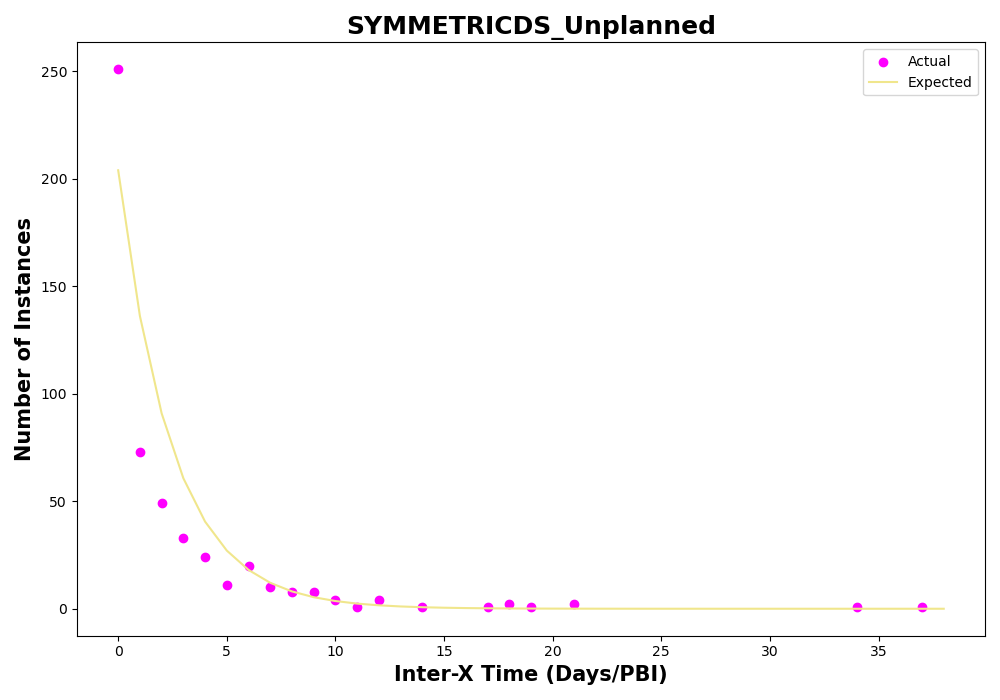 SYMMETRICDS_Unplanned
Actual
Expected
Number of Instances
250
200
150
100
50
0
0 5 10 15 20 25 30 35
Inter-X Time (Days/PBI)